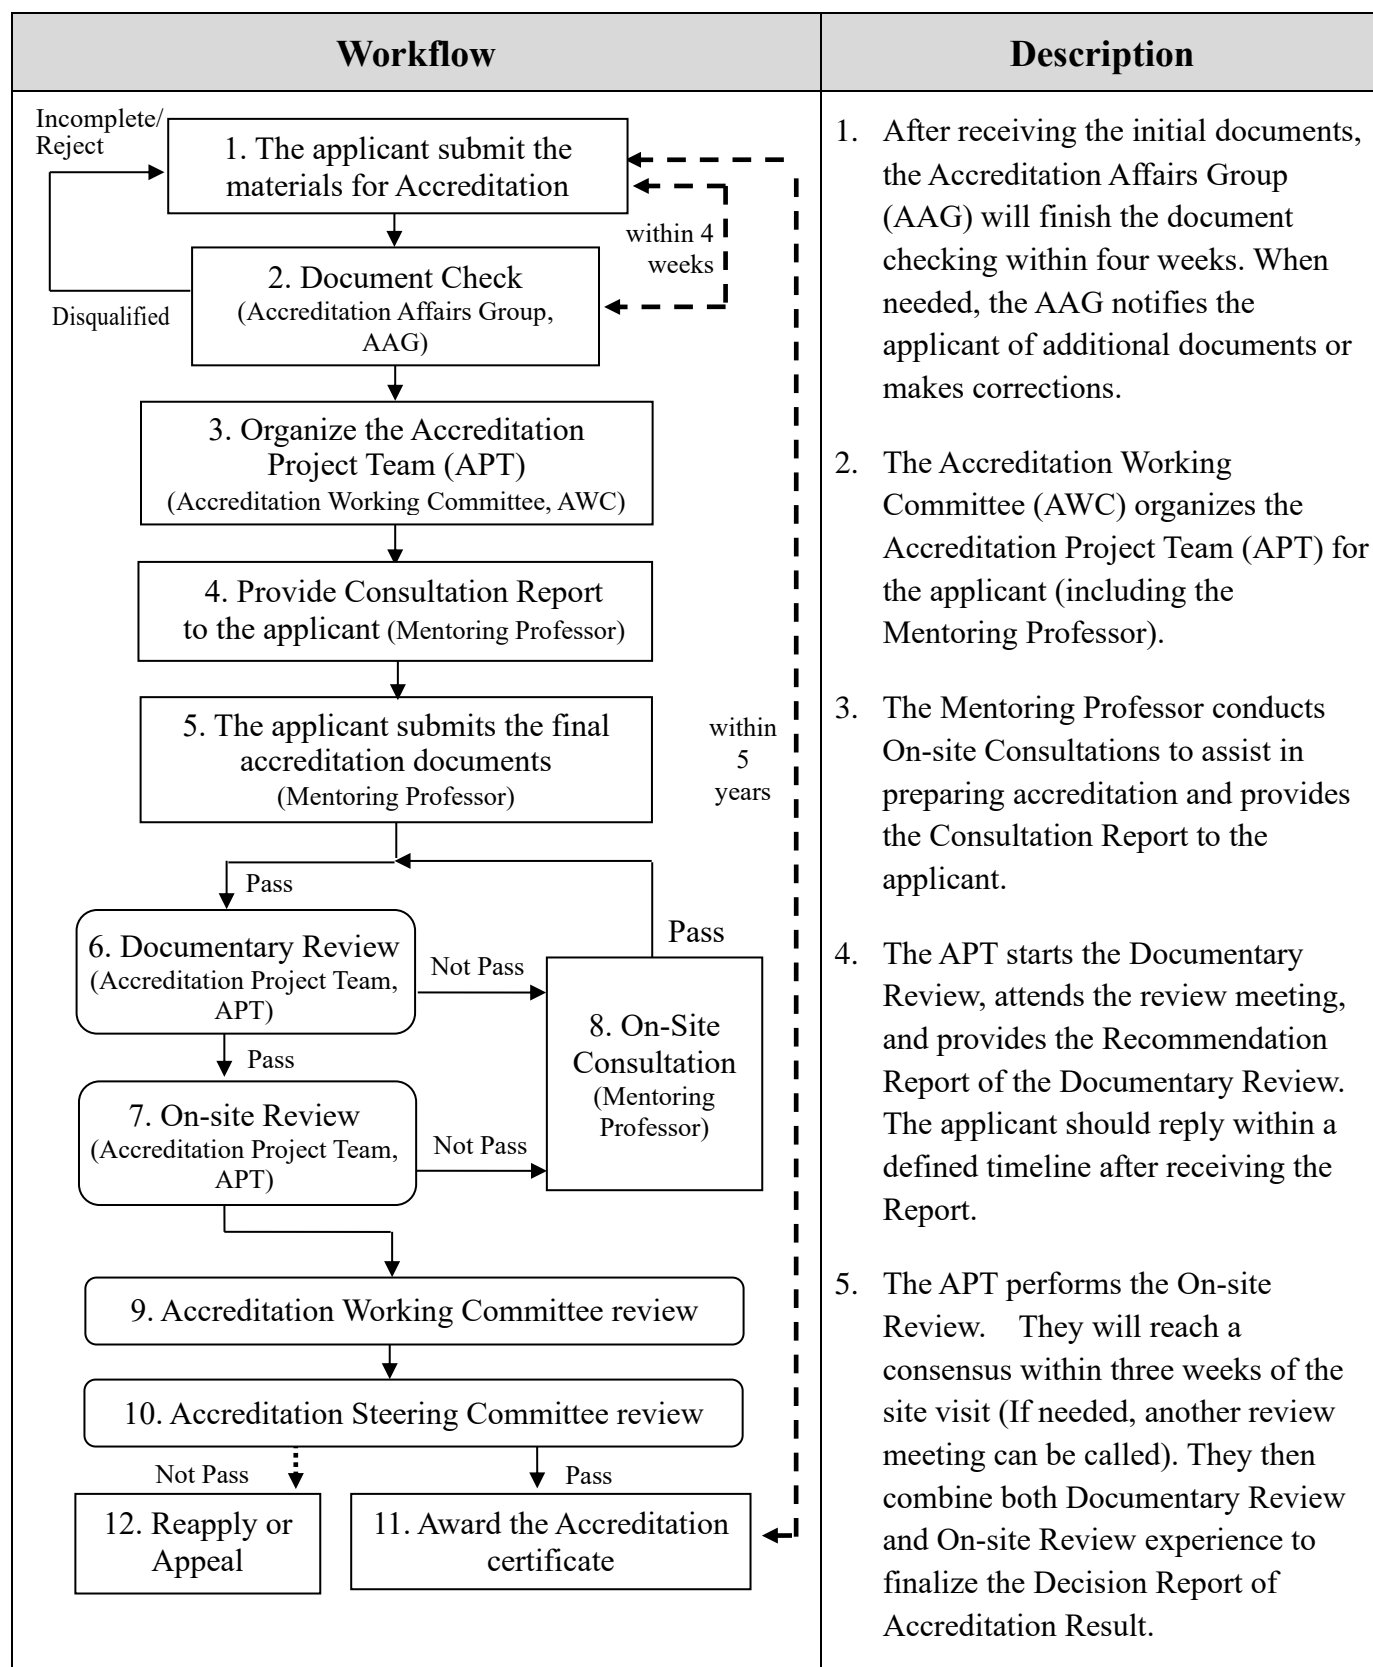 Workflow
Description
Incomplete/
Reject
1. The applicant submit the
materials for Accreditation
within 4
weeks
2. Document Check
(Accreditation Affairs Group,
AAG)
Disqualified
3. Organize the Accreditation
Project Team (APT)
(Accreditation Working Committee, AWC)
4. Provide Consultation Report
to the applicant (Mentoring Professor)
5. The applicant submits the final
accreditation documents
(Mentoring Professor)
within
5
years
Pass
Pass
6. Documentary Review
(Accreditation Project Team,
APT)
Not Pass
8. On-Site
Consultation
(Mentoring
Professor)
Pass
7. On-site Review
(Accreditation Project Team,
APT)
Not Pass
9. Accreditation Working Committee review
10. Accreditation Steering Committee review
Not Pass
Pass
12. Reapply or
Appeal
11. Award the Accreditation
certificate
1. After receiving the initial documents,
the Accreditation Affairs Group
(AAG) will finish the document
checking within four weeks. When
needed, the AAG notifies the
applicant of additional documents or
makes corrections.
2. The Accreditation Working
Committee (AWC) organizes the
Accreditation Project Team (APT) for
the applicant (including the
Mentoring Professor).
3. The Mentoring Professor conducts
On-site Consultations to assist in
preparing accreditation and provides
the Consultation Report to the
applicant.
4. The APT starts the Documentary
Review, attends the review meeting,
and provides the Recommendation
Report of the Documentary Review.
The applicant should reply within a
defined timeline after receiving the
Report.
5. The APT performs the On-site
Review. They will reach a
consensus within three weeks of the
site visit (If needed, another review
meeting can be called). They then
combine both Documentary Review
and On-site Review experience to
finalize the Decision Report of
Accreditation Result.